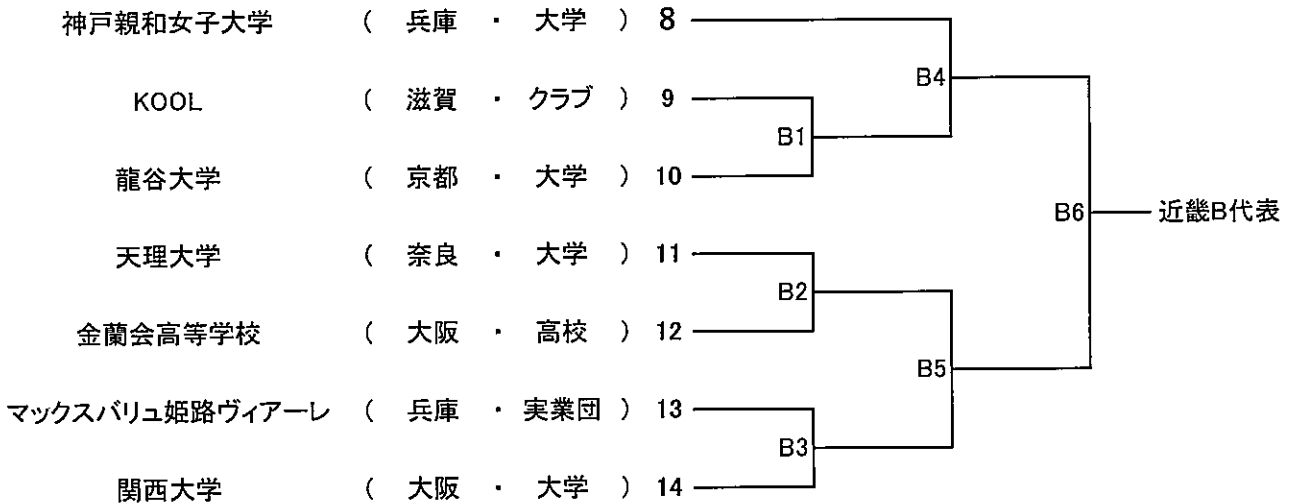 神戸親和女子大学 ( 兵庫 ・ 大学 ) 8
B4
KOOL ( 滋賀 ・ クラブ ) 9
B1
龍谷大学 ( 京都 ・ 大学 ) 10
B6 近畿B代表
天理大学 ( 奈良 ・ 大学 ) 11
B2
金蘭会高等学校 ( 大阪 ・ 高校 ) 12
B5
マックスバリュ姫路ヴィアーレ ( 兵庫 ・ 実業団 ) 13
B3
関西大学 ( 大阪 ・ 大学 ) 14